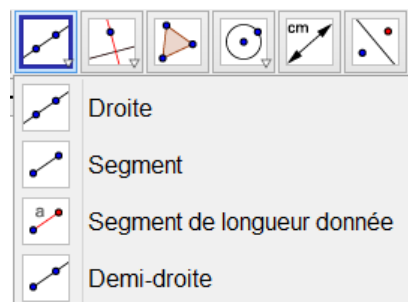 cm
Droite
Segment
a
Segment de longueur donnée
Demi-droite